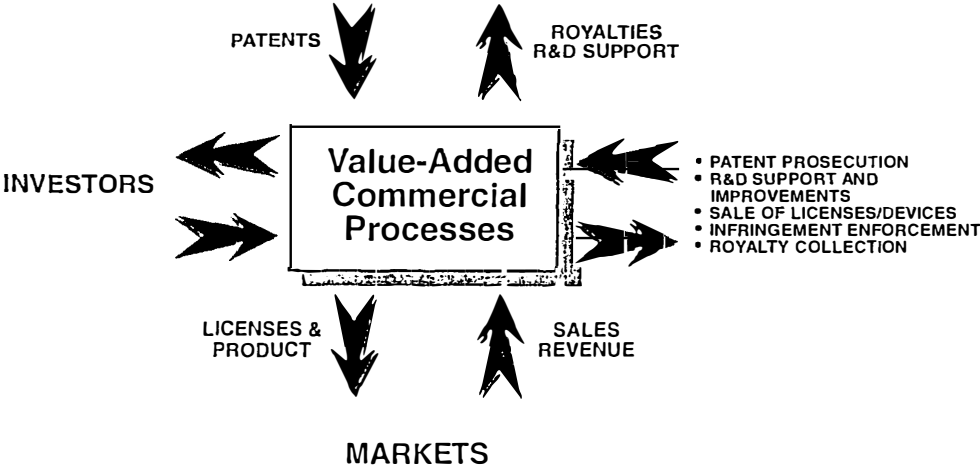 PATENTS
ROYALTIES
R&D SUPPORT
INVESTORS
Value-Added
Commercial
Processes
• PATENT PROSECUTION
• R&D SUPPORT AND
IMPROVEMENTS
• SALE OF LICENSES/DEVICES
• INFRINGEMENT ENFORCEMENT
• ROYALTY COLLECTION
LICENSES &
PRODUCT
SALES
REVENUE
MARKETS